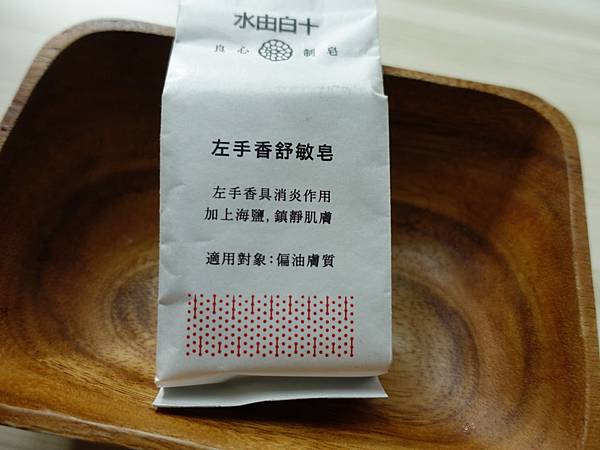 水由白十
良心 制皂
左手香舒敏皂
左手香具消炎作用
加上海鹽,鎮靜肌膚
適用對象:偏油膚質